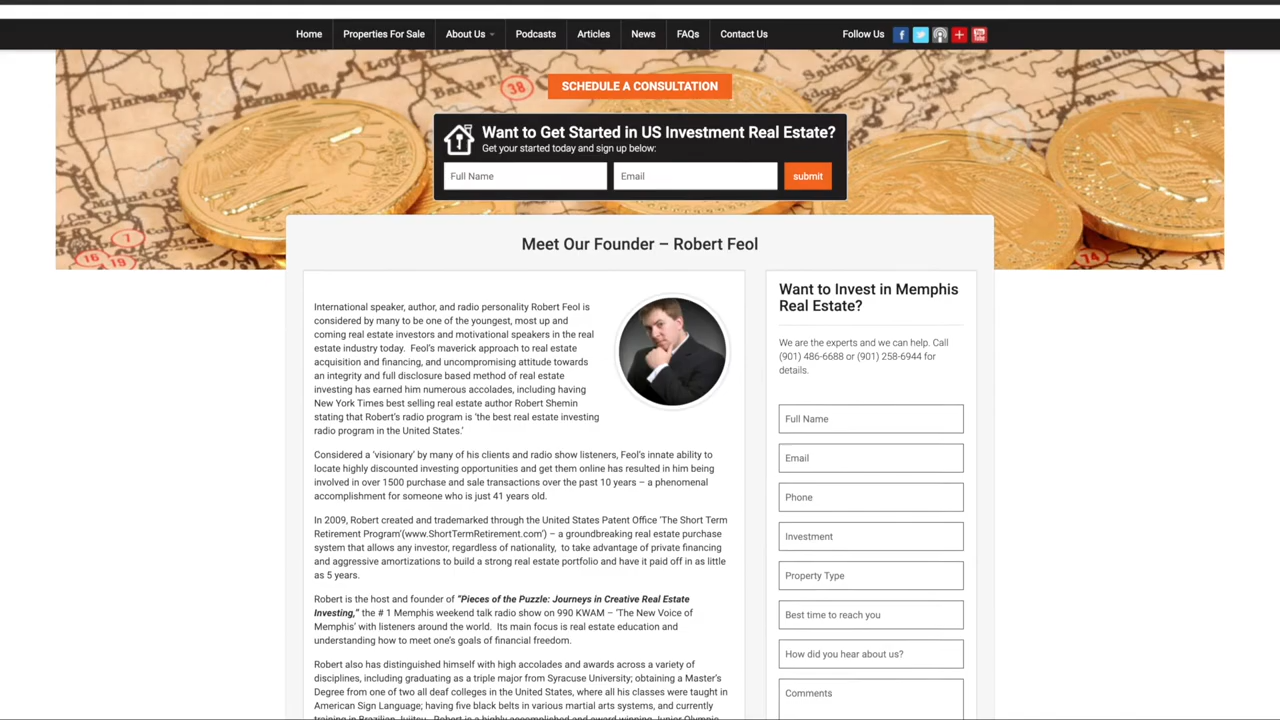 Home Properties For Sale About Us Podcasts Articles News FAQs Contact Us Follow Us
SCHEDULE A CONSULTATION
Want to Get Started in US Investment Real Estate?
Get your started today and sign up below:
Full Name Email submit
Meet Our Founder – Robert Feol
International speaker, author, and radio personality Robert Feol is
considered by many to be one of the youngest, most up and
coming real estate investors and motivational speakers in the real
estate industry today. Feol's maverick approach to real estate
acquisition and financing, and uncompromising attitude towards
an integrity and full disclosure based method of real estate
investing has earned him numerous accolades, including having
New York Times best selling real estate author Robert Shemin
stating that Robert's radio program is 'the best real estate investing
radio program in the United States.'
Considered a 'visionary' by many of his clients and radio show listeners, Feol's innate ability to
locate highly discounted investing opportunities and get them online has resulted in him being
involved in over 1500 purchase and sale transactions over the past 10 years – a phenomenal
accomplishment for someone who is just 41 years old.
In 2009, Robert created and trademarked through the United States Patent Office 'The Short Term
Retirement Program'(www.ShortTermRetirement.com') – a groundbreaking real estate purchase
system that allows any investor, regardless of nationality, to take advantage of private financing
and aggressive amortizations to build a strong real estate portfolio and have it paid off in as little
as 5 years.
Robert is the host and founder of "Pieces of the Puzzle: Journeys in Creative Real Estate
Investing," the # 1 Memphis weekend talk radio show on 990 KWAM – 'The New Voice of
Memphis' with listeners around the world. Its main focus is real estate education and
understanding how to meet one's goals of financial freedom.
Robert also has distinguished himself with high accolades and awards across a variety of
disciplines, including graduating as a triple major from Syracuse University; obtaining a Master's
Degree from one of two all deaf colleges in the United States, where all his classes were taught in
American Sign Language; having five black belts in various martial arts systems, and currently
training in Brazilian Jujitsu. Robert is a highly accomplished and award winning Junior Olympic
Want to Invest in Memphis
Real Estate?
We are the experts and we can help. Call
(901) 486-6688 or (901) 258-6944 for
details.
Full Name
Email
Phone
Investment
Property Type
Best time to reach you
How did you hear about us?
Comments